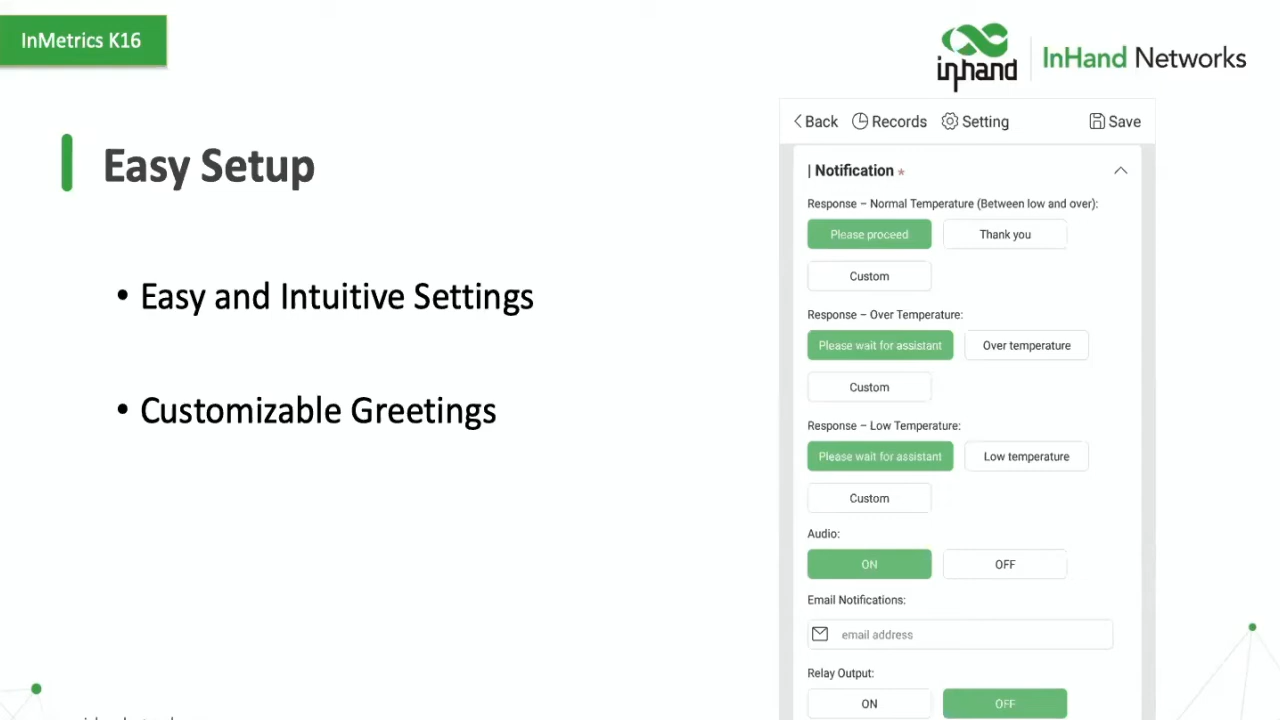 InMetrics K16
inhand
InHand Networks
Easy Setup
• Easy and Intuitive Settings
• Customizable Greetings
Back Records Setting Save
| Notification *
Response – Normal Temperature (Between low and over):
Please proceed Thank you
Custom
Response – Over Temperature:
Please wait for assistant Over temperature
Custom
Response – Low Temperature:
Please wait for assistant Low temperature
Custom
Audio:
ON OFF
Email Notifications:
email address
Relay Output:
ON OFF